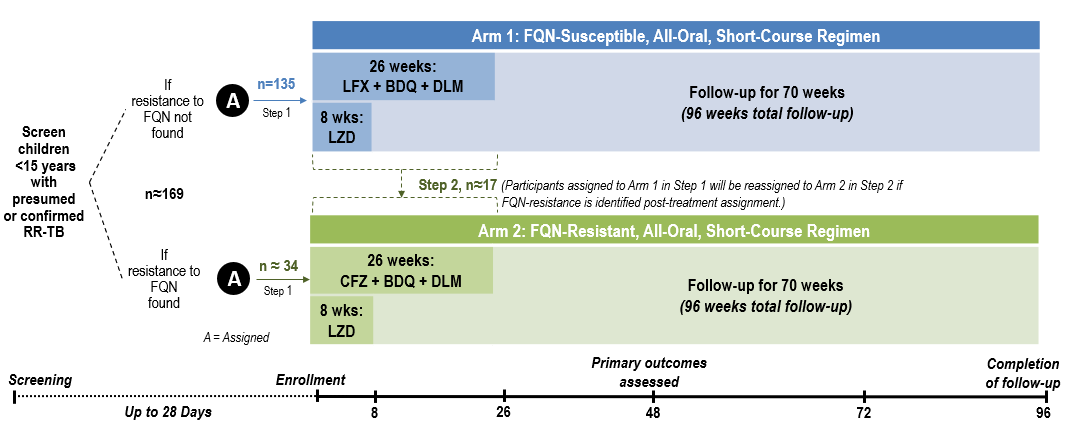 Screen
children
<15 years
with
presumed
or confirmed
RR-TB
If
resistance to
FQN not
found
A
n=135
Step 1
Arm 1: FQN-Susceptible, All-Oral, Short-Course Regimen
26 weeks:
LFX + BDQ + DLM
8 wks:
LZD
Follow-up for 70 weeks
(96 weeks total follow-up)
n≈169
Step 2, n≈17 (Participants assigned to Arm 1 in Step 1 will be reassigned to Arm 2 in Step 2 if
FQN-resistance is identified post-treatment assignment.)
If
resistance to
FQN
found
A
n ≈ 34
Step 1
Arm 2: FQN-Resistant, All-Oral, Short-Course Regimen
26 weeks:
CFZ + BDQ + DLM
8 wks:
LZD
Follow-up for 70 weeks
(96 weeks total follow-up)
A = Assigned
Screening
Up to 28 Days
Enrollment
Primary outcomes
assessed
Completion
of follow-up
8
26
48
72
96